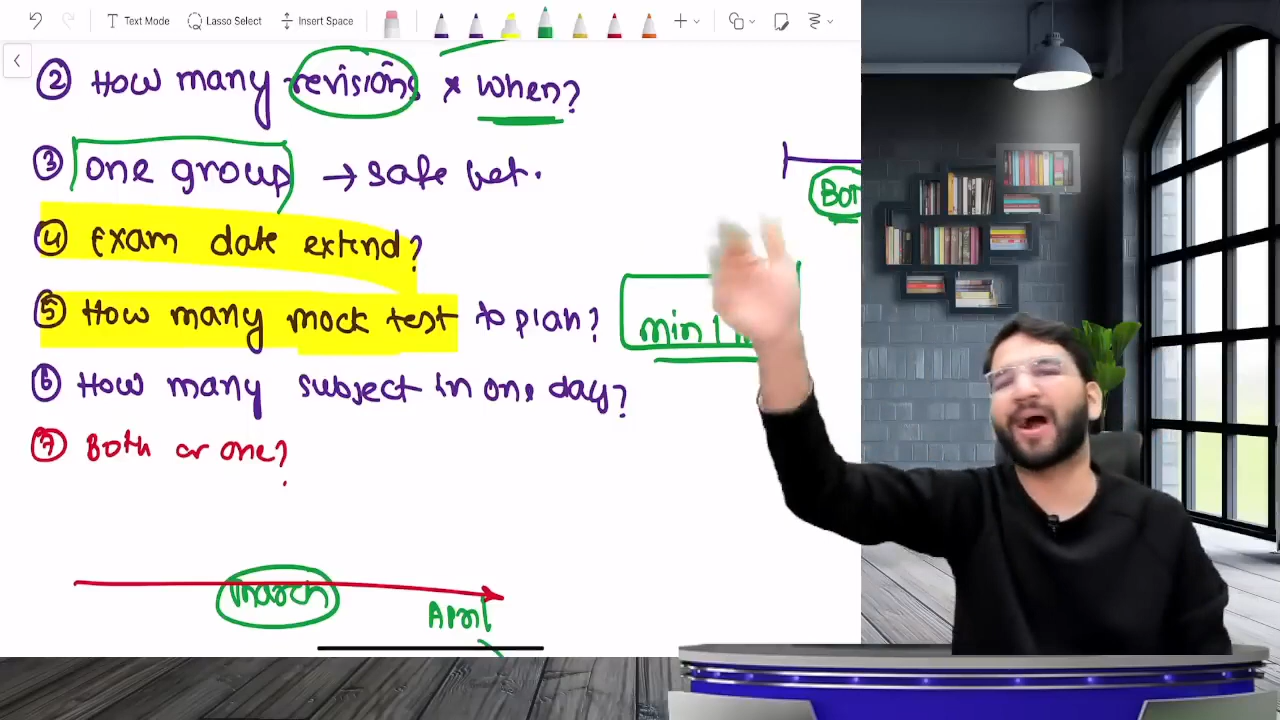 Text Mode Lasso Select Insert Space
② How many revisions & when?
③ one group → safe bet.
④ Exam date extend?
⑤ How many mock test to plan?
min 1
⑥ How many subject in one day?
⑦ Both or one?
march
April